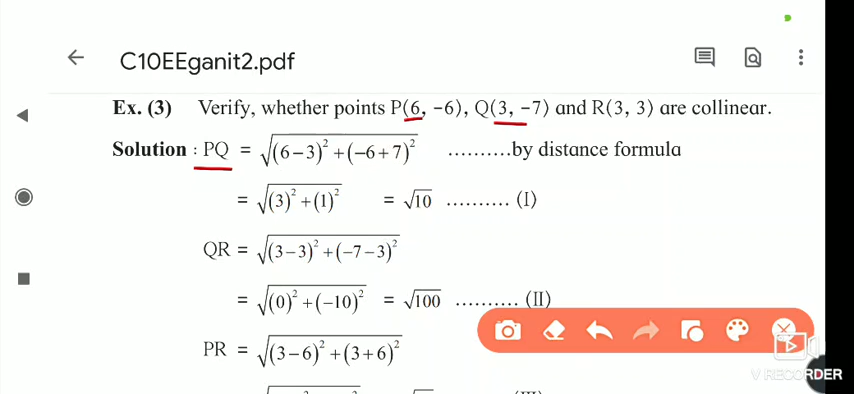 C10EEganit2.pdf
Ex. (3) Verify, whether points P(6, -6), Q(3, -7) and R(3, 3) are collinear.
Solution : PQ = √((6−3)² + (−6+7)²) ..........by distance formula
= √((3)² + (1)²) = √10 .......... (I)
QR = √((3−3)² + (−7−3)²)
= √((0)² + (−10)²) = √100 .......... (II)
PR = √((3−6)² + (3+6)²)
V RECORDER